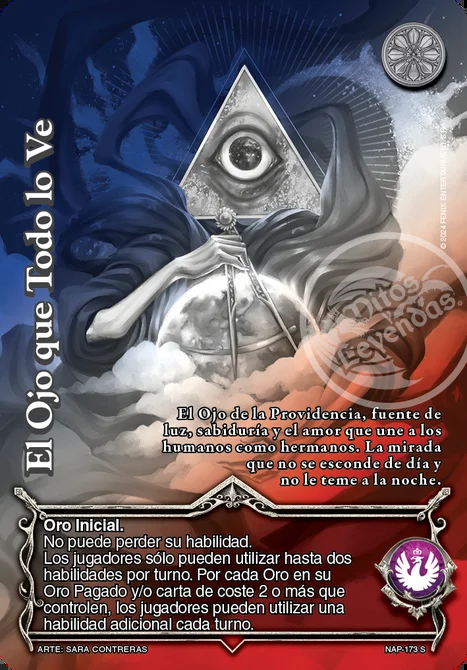 El Ojo que Todo lo Ve
© 2024 FENIX ENTERTAINMENT
Mitos y Leyendas®
El Ojo de la Providencia, fuente de
luz, sabiduría y el amor que une a los
humanos como hermanos. La mirada
que no se esconde de día y
no le teme a la noche.
Oro Inicial.
No puede perder su habilidad.
Los jugadores sólo pueden utilizar hasta dos
habilidades por turno. Por cada Oro en su
Oro Pagado y/o carta de coste 2 o más que
controlen, los jugadores pueden utilizar una
habilidad adicional cada turno.
ARTE: SARA CONTRERAS
NAP-173 S